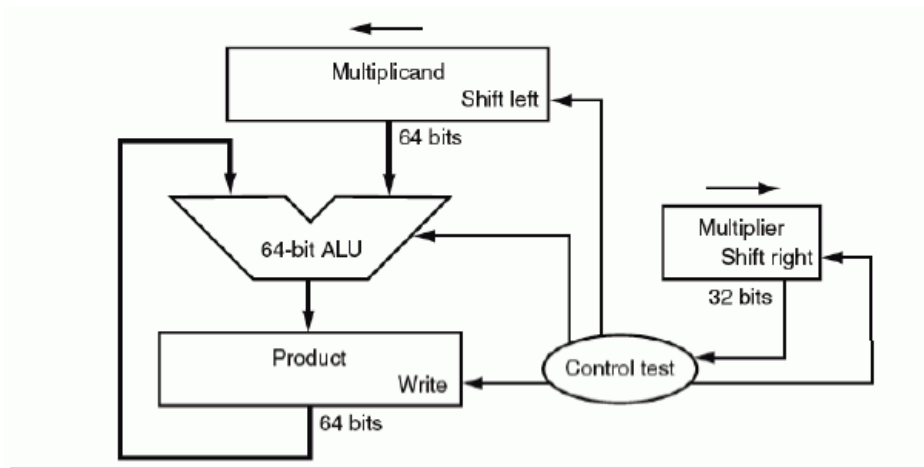 Multiplicand
Shift left
64 bits
64-bit ALU
Multiplier
Shift right
32 bits
Product
Write
Control test
64 bits